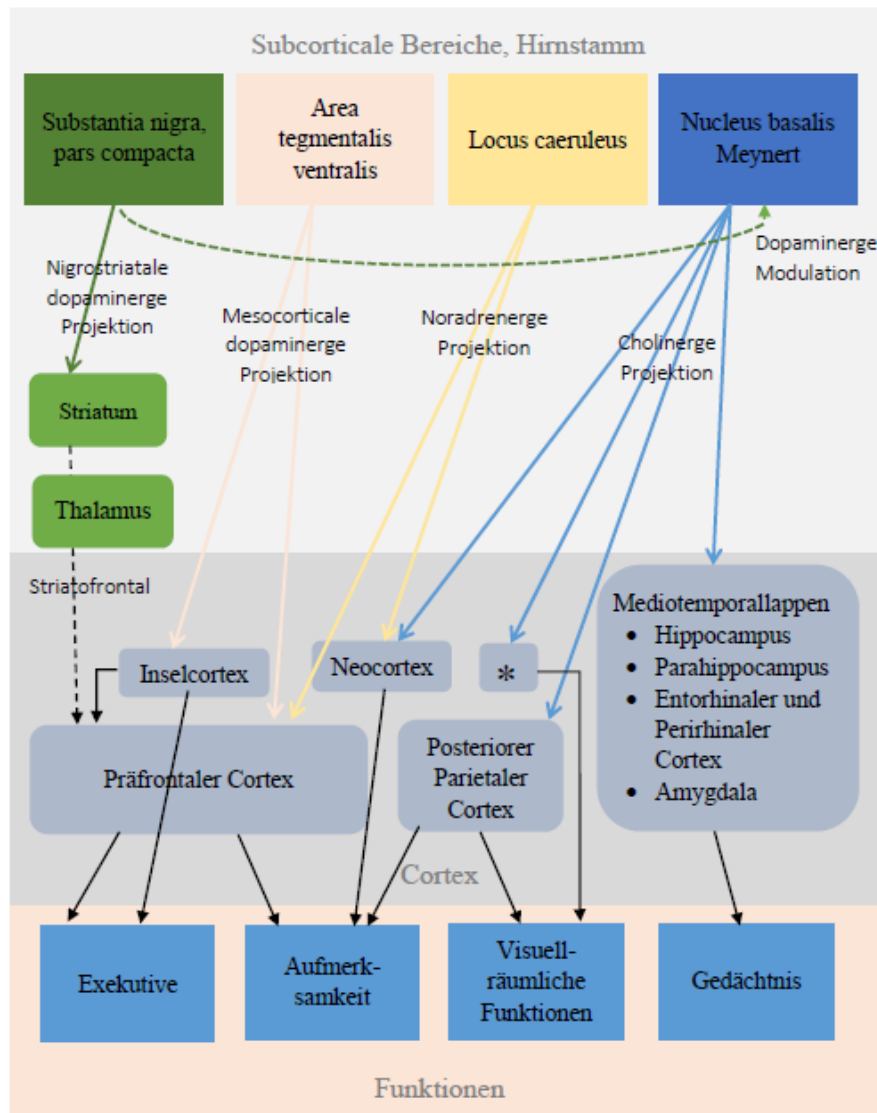 Subcorticale Bereiche, Hirnstamm
Substantia nigra,
pars compacta
Area
tegmentalis
ventralis
Locus caeruleus
Nucleus basalis
Meynert
Nigrostriatale
dopaminerge
Projektion
Mesocorticale
dopaminerge
Projektion
Noradrenerge
Projektion
Cholinerge
Projektion
Dopaminerge
Modulation
Striatum
Thalamus
Striatofrontal
Inselcortex
Neocortex
*
Mediotemporallappen
• Hippocampus
• Parahippocampus
• Entorhinaler und
Perirhinaler
Cortex
• Amygdala
Präfrontaler Cortex
Posteriorer
Parietaler
Cortex
Cortex
Exekutive
Aufmerk-
samkeit
Visuell-
räumliche
Funktionen
Gedächtnis
Funktionen